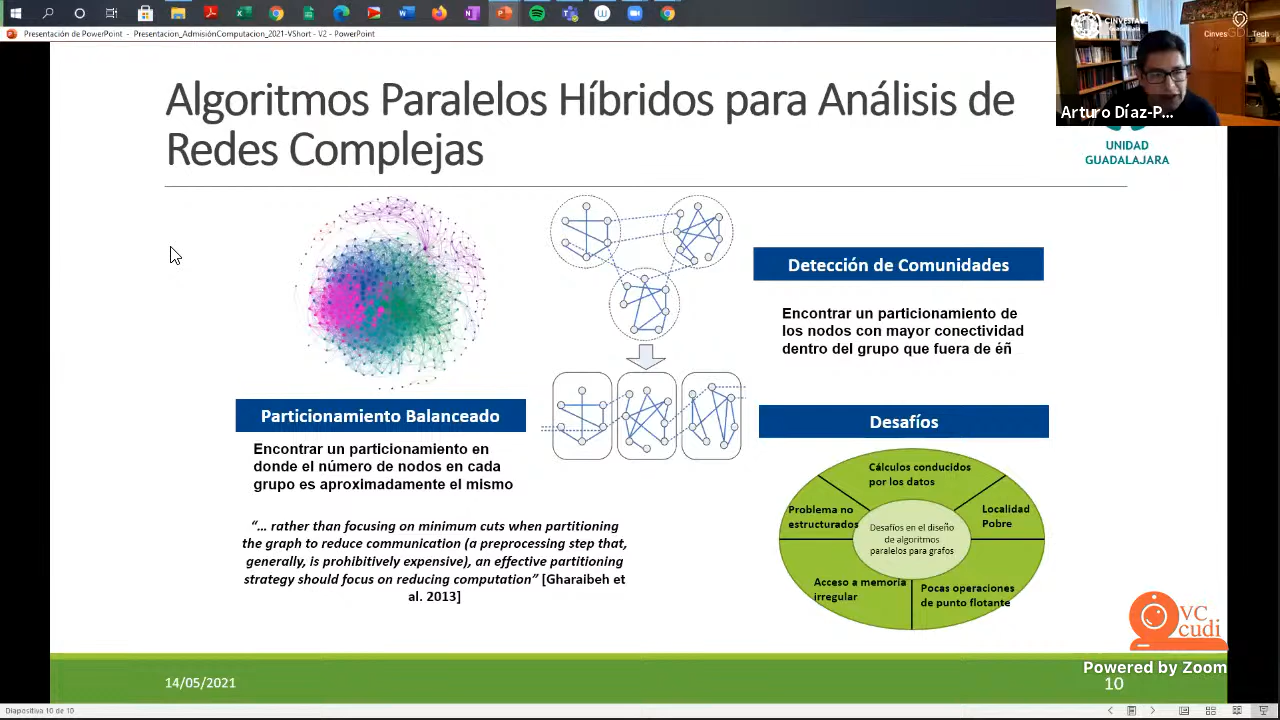 Presentación de PowerPoint - Presentacion_AdmisiónComputacion_2021-VShort - V2 - PowerPoint
CINVESTAV
CinvesGDLTech
Arturo Díaz-P...
UNIDAD
GUADALAJARA
Algoritmos Paralelos Híbridos para Análisis de
Redes Complejas
Detección de Comunidades
Encontrar un particionamiento de
los nodos con mayor conectividad
dentro del grupo que fuera de éñ
Particionamiento Balanceado
Encontrar un particionamiento en
donde el número de nodos en cada
grupo es aproximadamente el mismo
“... rather than focusing on minimum cuts when partitioning
the graph to reduce communication (a preprocessing step that,
generally, is prohibitively expensive), an effective partitioning
strategy should focus on reducing computation” [Gharaibeh et
al. 2013]
Desafíos
Cálculos conducidos
por los datos
Problema no
estructurados
Localidad
Pobre
Desafíos en el diseño
de algoritmos
paralelos para grafos
Acceso a memoria
irregular
Pocas operaciones
de punto flotante
VC
cudi
Powered by Zoom
14/05/2021
10
Diapositiva 10 de 10